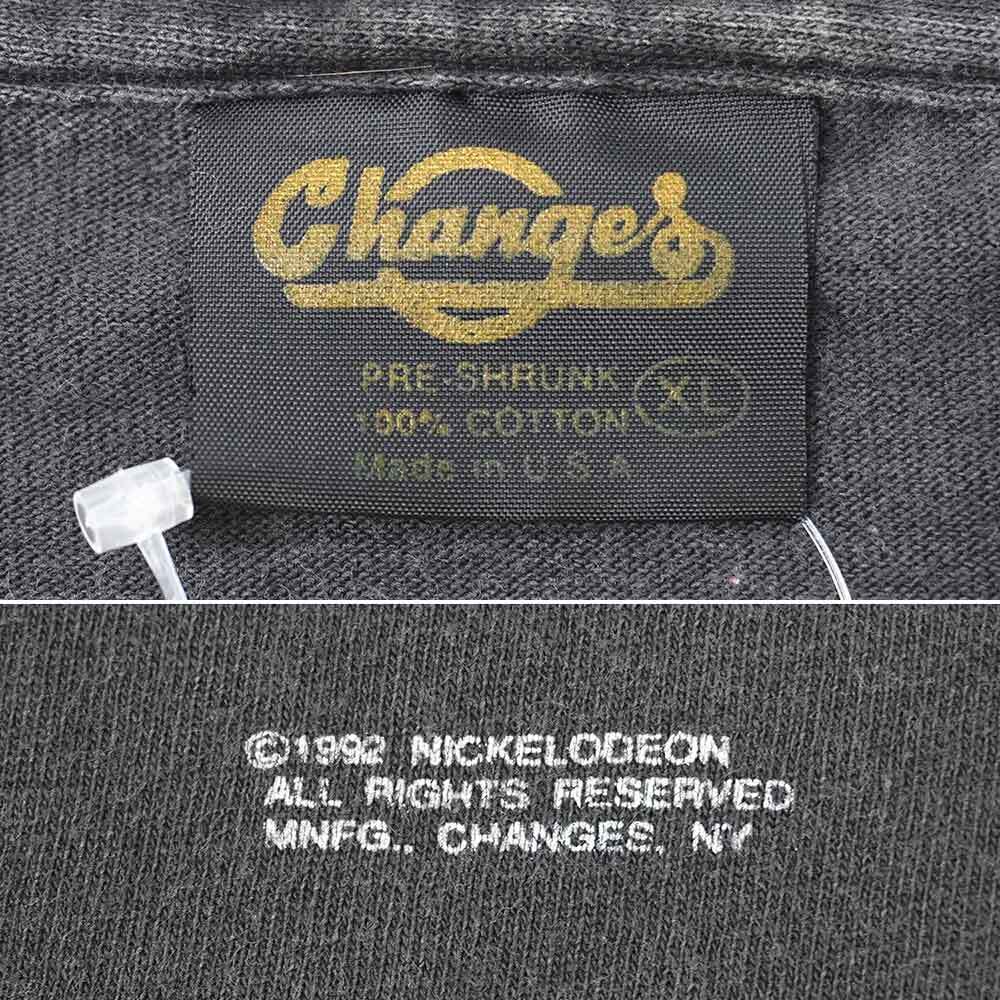 Changes
PRE-SHRUNK
100% COTTON
XL
Made in U.S.A
©1992 NICKELODEON
ALL RIGHTS RESERVED
MNFG., CHANGES, NY